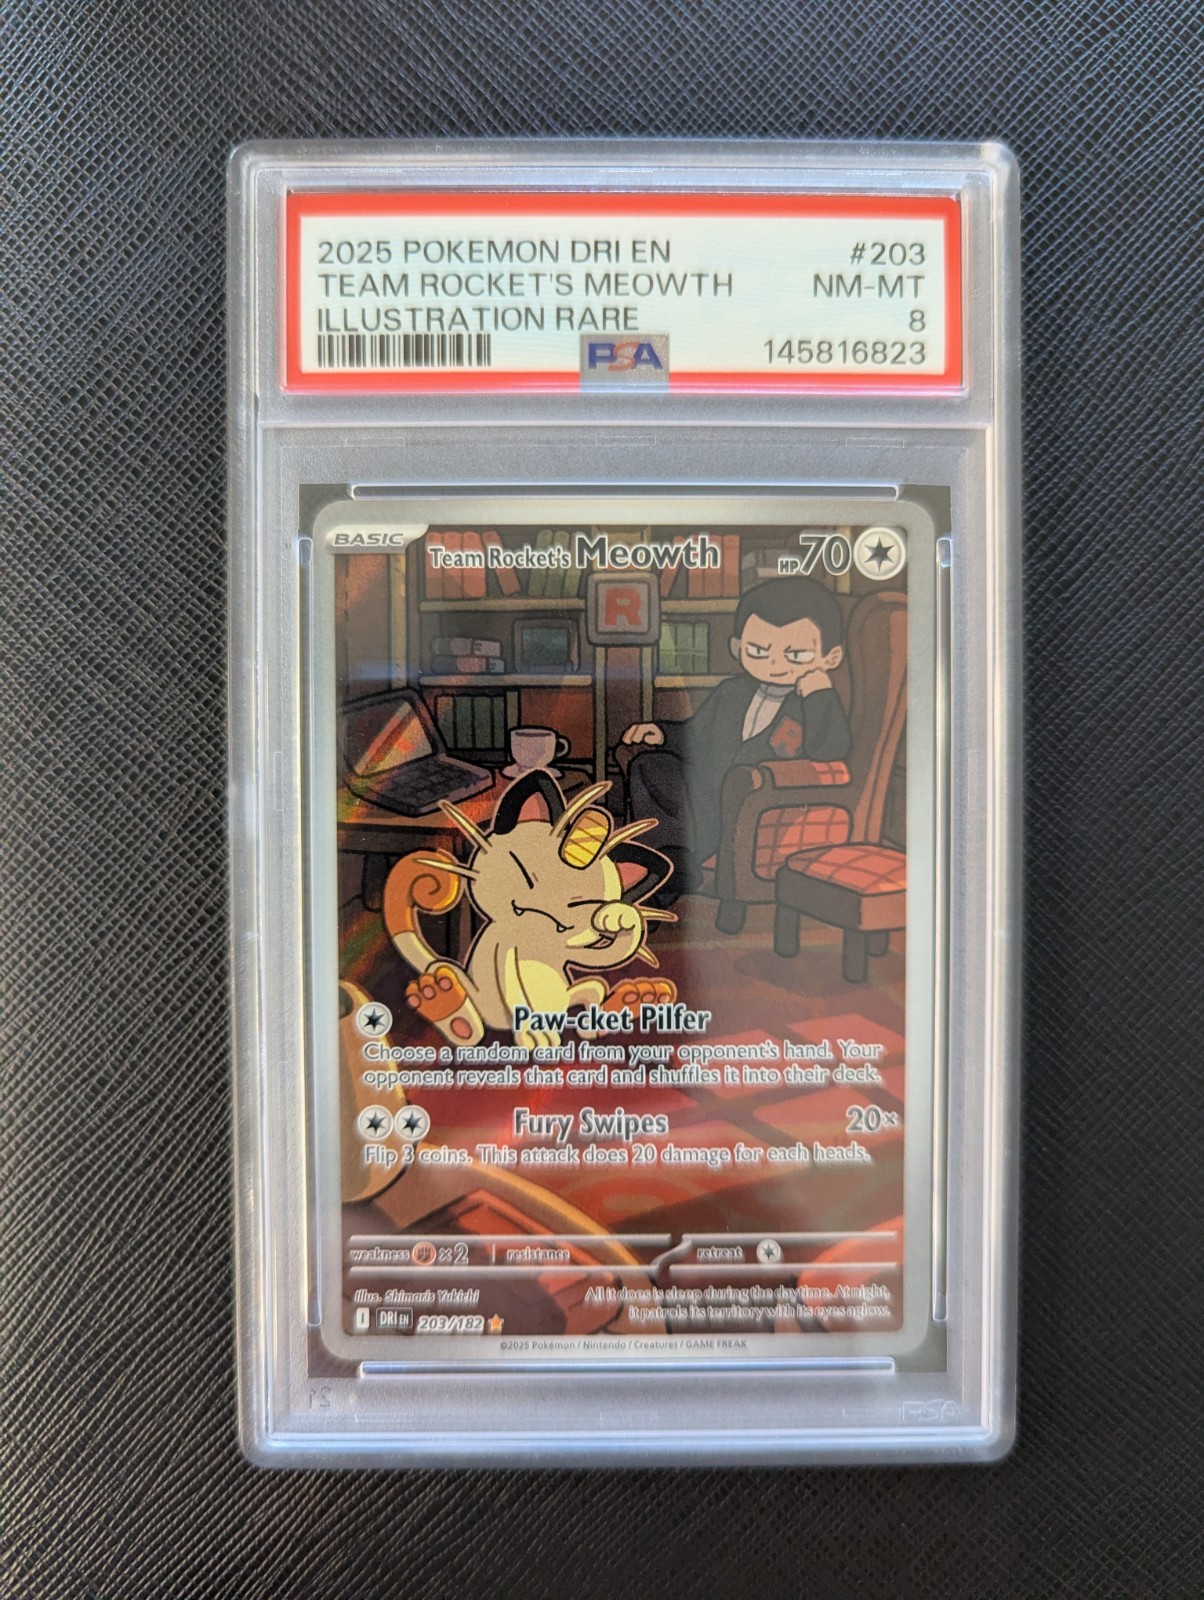 2025 POKEMON DRI EN #203
TEAM ROCKET'S MEOWTH NM-MT
ILLUSTRATION RARE 8
PSA 145816823
BASIC Team Rocket's Meowth HP 70
R
R
Paw-cket Pilfer
Choose a random card from your opponent's hand. Your
opponent reveals that card and shuffles it into their deck.
Fury Swipes 20×
Flip 3 coins. This attack does 20 damage for each heads.
weakness ×2 resistance retreat
Illus. Shimaris Yukichi All it does is sleep during the daytime. At night,
I DRI EN 203/182 it patrols its territory with its eyes aglow.
©2025 Pokémon / Nintendo / Creatures / GAME FREAK
21 PSA